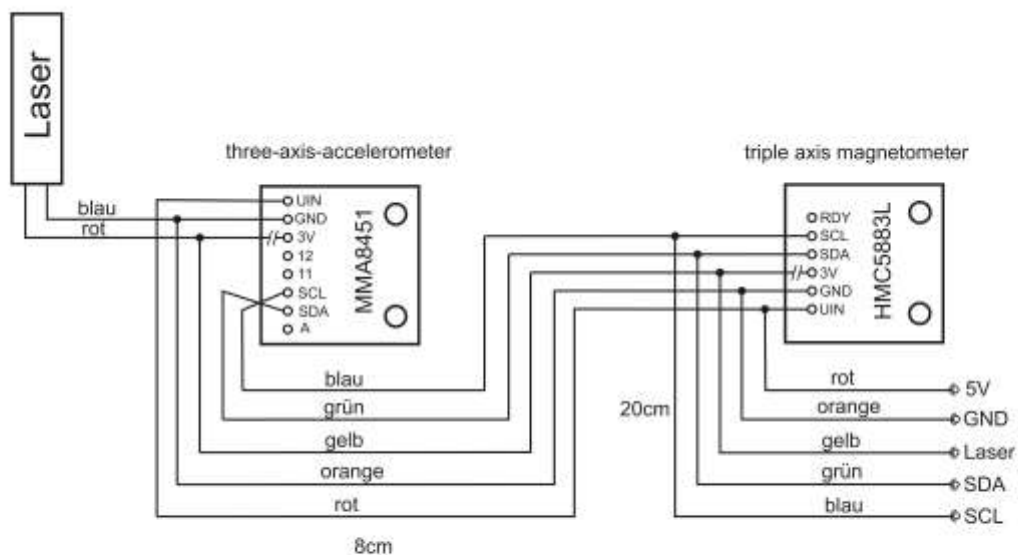 Laser
three-axis-accelerometer
triple axis magnetometer
blau
rot
UIN
GND
3V
12
11
SCL
SDA
A
MMA8451
RDY
SCL
SDA
3V
GND
UIN
HMC5883L
blau
grün
gelb
orange
rot
8cm
20cm
rot
5V
orange
GND
gelb
Laser
grün
SDA
blau
SCL